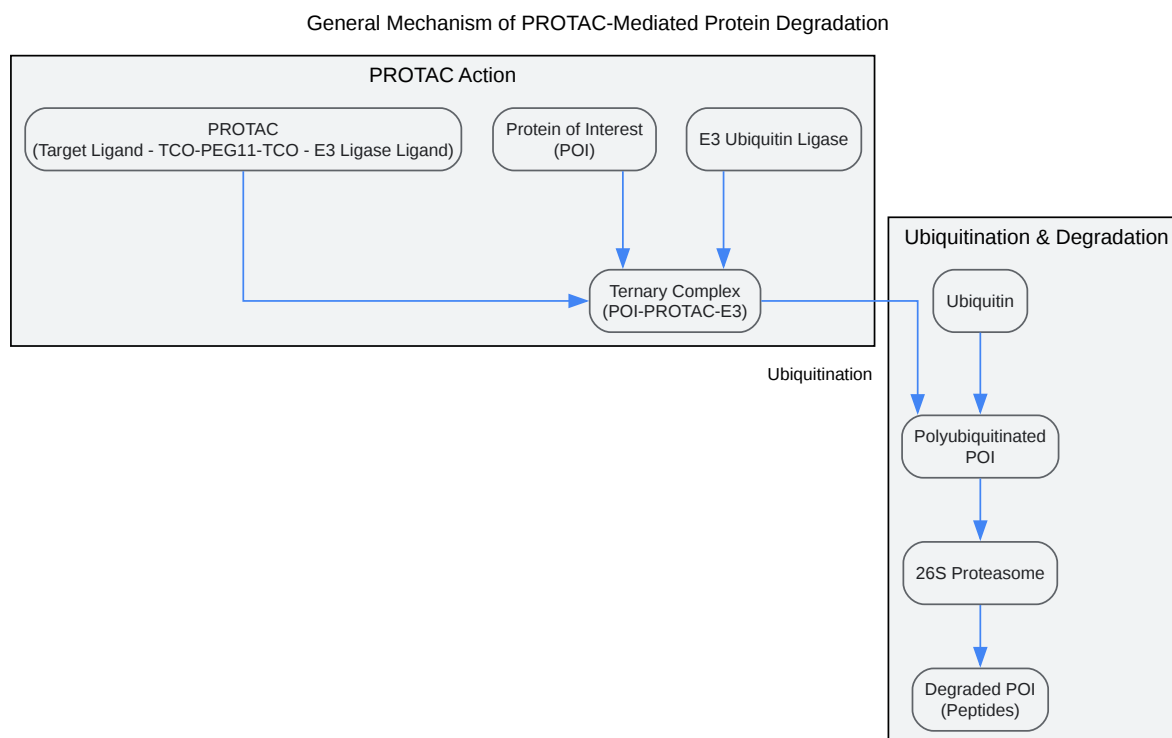 General Mechanism of PROTAC-Mediated Protein Degradation
PROTAC Action
PROTAC
(Target Ligand - TCO-PEG11-TCO - E3 Ligase Ligand)
Protein of Interest
(POI)
E3 Ubiquitin Ligase
Ternary Complex
(POI-PROTAC-E3)
Ubiquitination
Ubiquitination & Degradation
Ubiquitin
Polyubiquitinated
POI
26S Proteasome
Degraded POI
(Peptides)